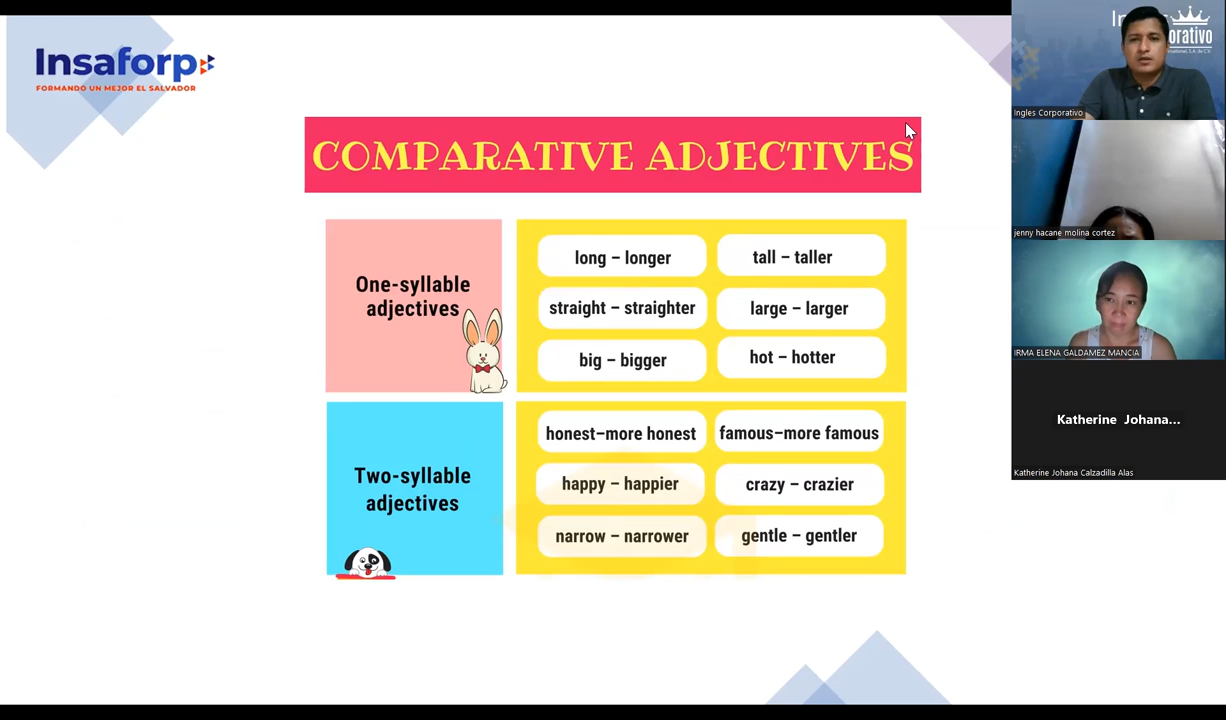 Insaforp
FORMANDO UN MEJOR EL SALVADOR
COMPARATIVE ADJECTIVES
One-syllable
adjectives
long – longer
tall – taller
straight – straighter
large – larger
big – bigger
hot – hotter
Two-syllable
adjectives
honest–more honest
famous–more famous
happy – happier
crazy – crazier
narrow – narrower
gentle – gentler
Ingles Corporativo
jenny hacane molina cortez
IRMA ELENA GALDAMEZ MANCIA
Katherine Johana...
Katherine Johana Calzadilla Alas